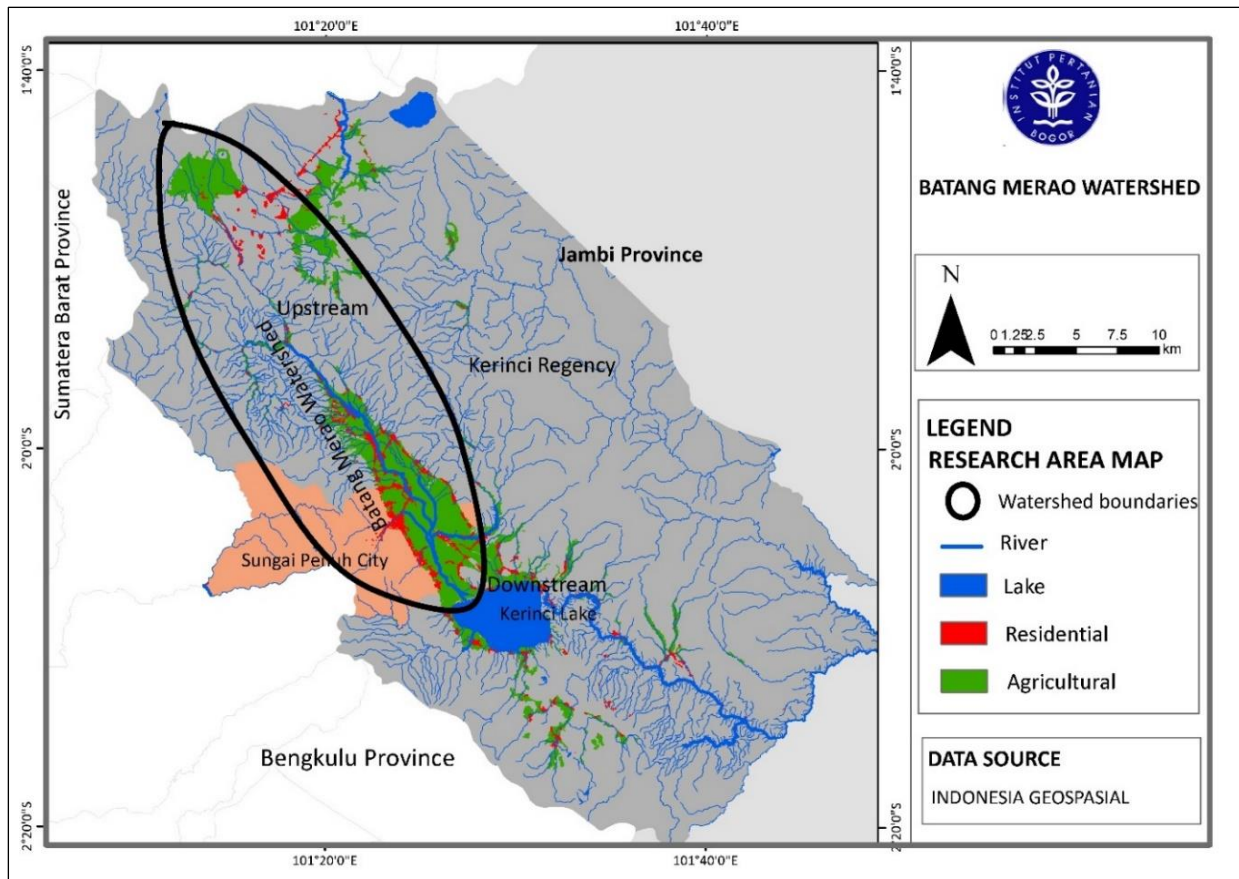 101°20'0"E
101°40'0"E
1°40'0"S
1°40'0"S
Sumatera Barat Province
Jambi Province
Upstream
Kerinci Regency
Batang Merao Watershed
2°0'0"S
2°0'0"S
Sungai Penuh City
Downstream
Kerinci Lake
Bengkulu Province
2°20'0"S
2°20'0"S
101°20'0"E
101°40'0"E
INSTITUT PERTANIAN
BOGOR
BATANG MERAO WATERSHED
N
0 1.25 2.5 5 7.5 10
km
LEGEND
RESEARCH AREA MAP
Watershed boundaries
River
Lake
Residential
Agricultural
DATA SOURCE
INDONESIA GEOSPASIAL